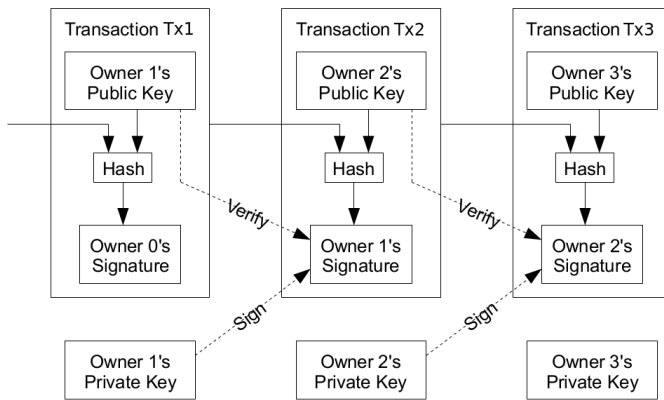 Transaction Tx1
Owner 1's
Public Key
Hash
Owner 0's
Signature
Transaction Tx2
Owner 2's
Public Key
Hash
Verify
Owner 1's
Signature
Sign
Transaction Tx3
Owner 3's
Public Key
Hash
Verify
Owner 2's
Signature
Sign
Owner 1's
Private Key
Owner 2's
Private Key
Owner 3's
Private Key